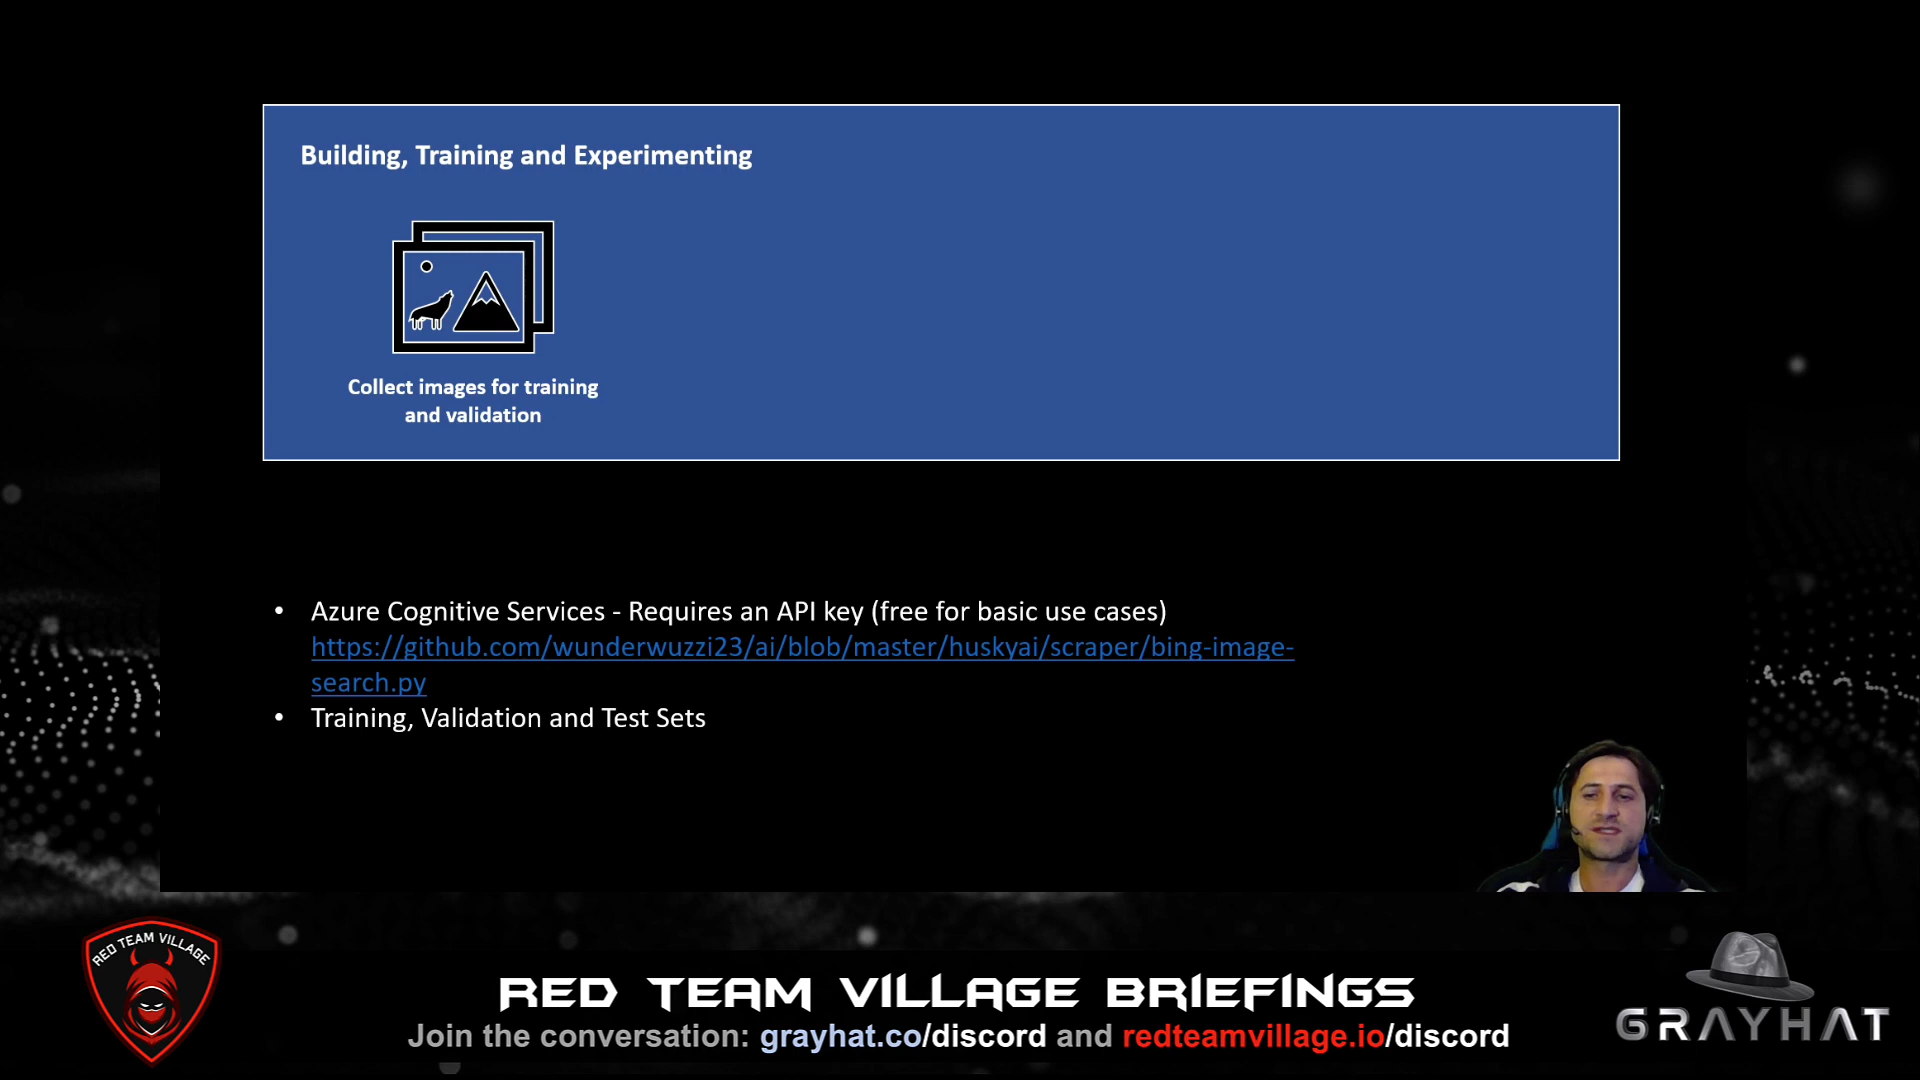 Building, Training and Experimenting
Collect images for training
and validation
• Azure Cognitive Services - Requires an API key (free for basic use cases)
https://github.com/wunderwuzzi23/ai/blob/master/huskyai/scraper/bing-image-
search.py
• Training, Validation and Test Sets
RED TEAM VILLAGE
RED TEAM VILLAGE BRIEFINGS
Join the conversation: grayhat.co/discord and redteamvillage.io/discord
GRAYHAT